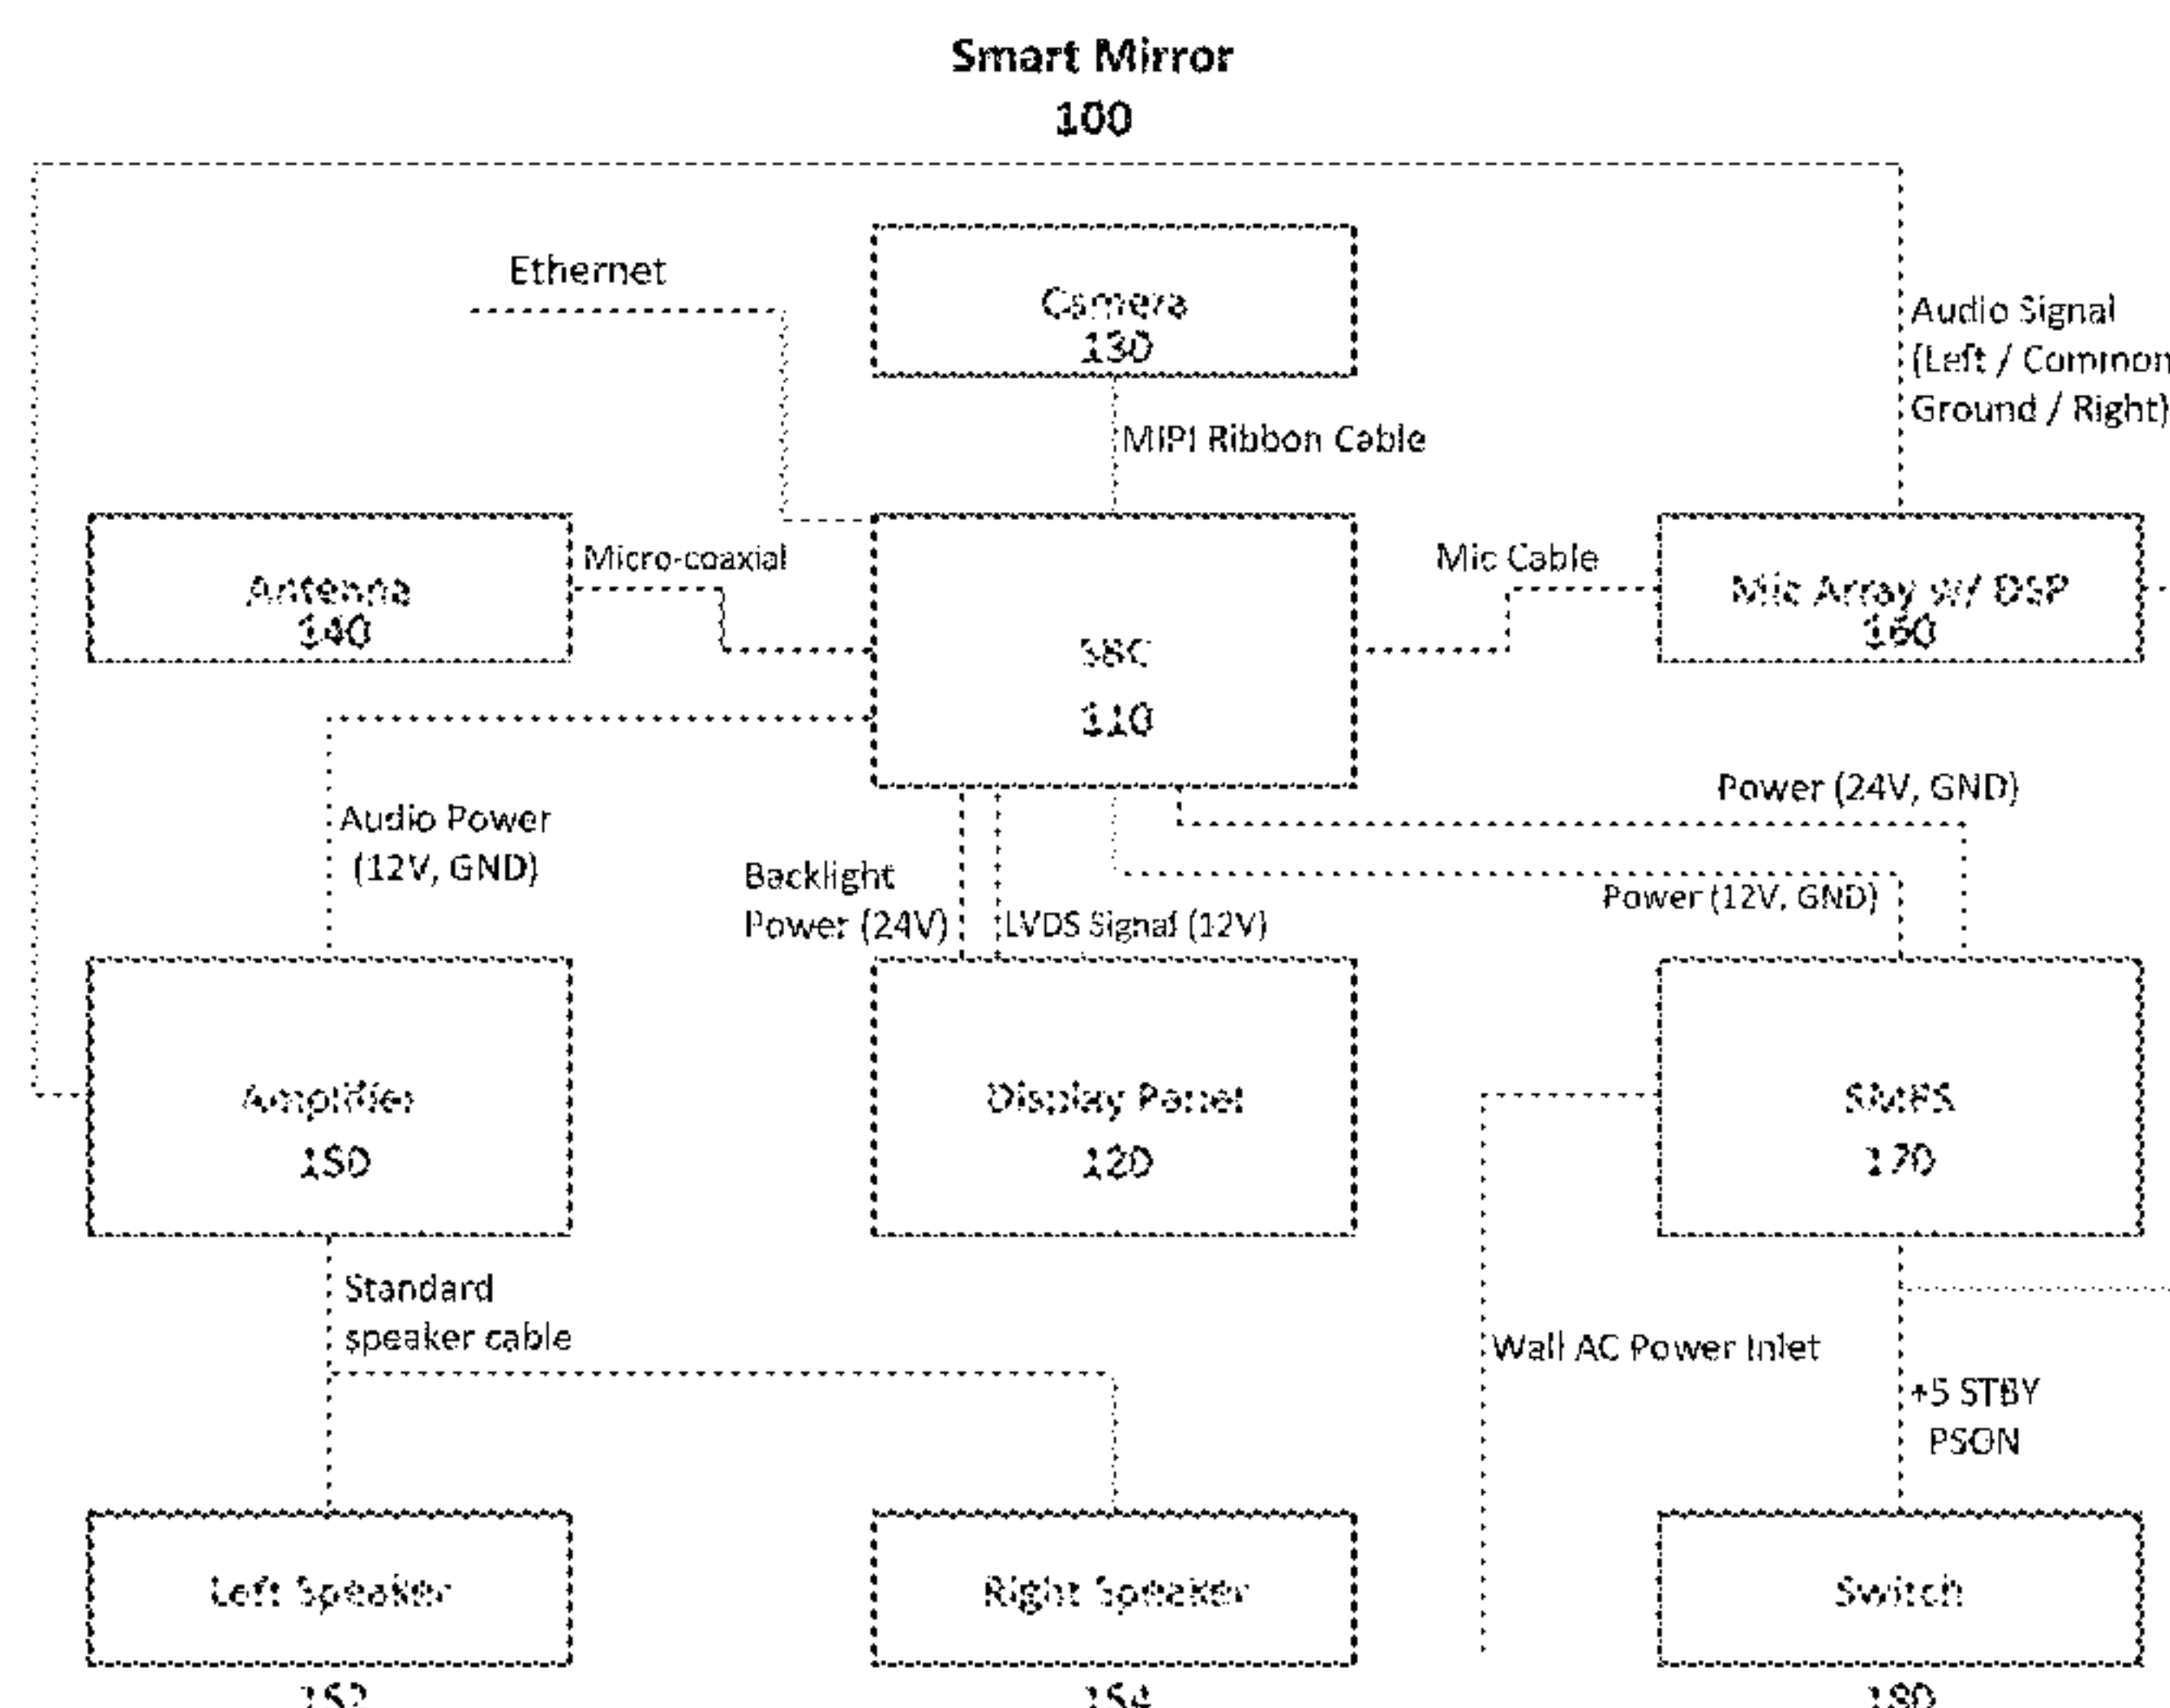 Smart Mirror
100
Ethernet
Camera
130
Audio Signal
(Left / Common
Ground / Right)
MIPI Ribbon Cable
Antenna
140
Micro-coaxial
SBC
110
Mic Cable
Mic Array w/ DSP
160
Audio Power
(12V, GND)
Backlight
Power (24V)
LVDS Signal (12V)
Power (24V, GND)
Power (12V, GND)
Amplifier
150
Display Panel
120
SMPS
170
Standard
speaker cable
Wall AC Power Inlet
+5 STBY
PSON
Left Speaker
152
Right Speaker
154
Switch
180